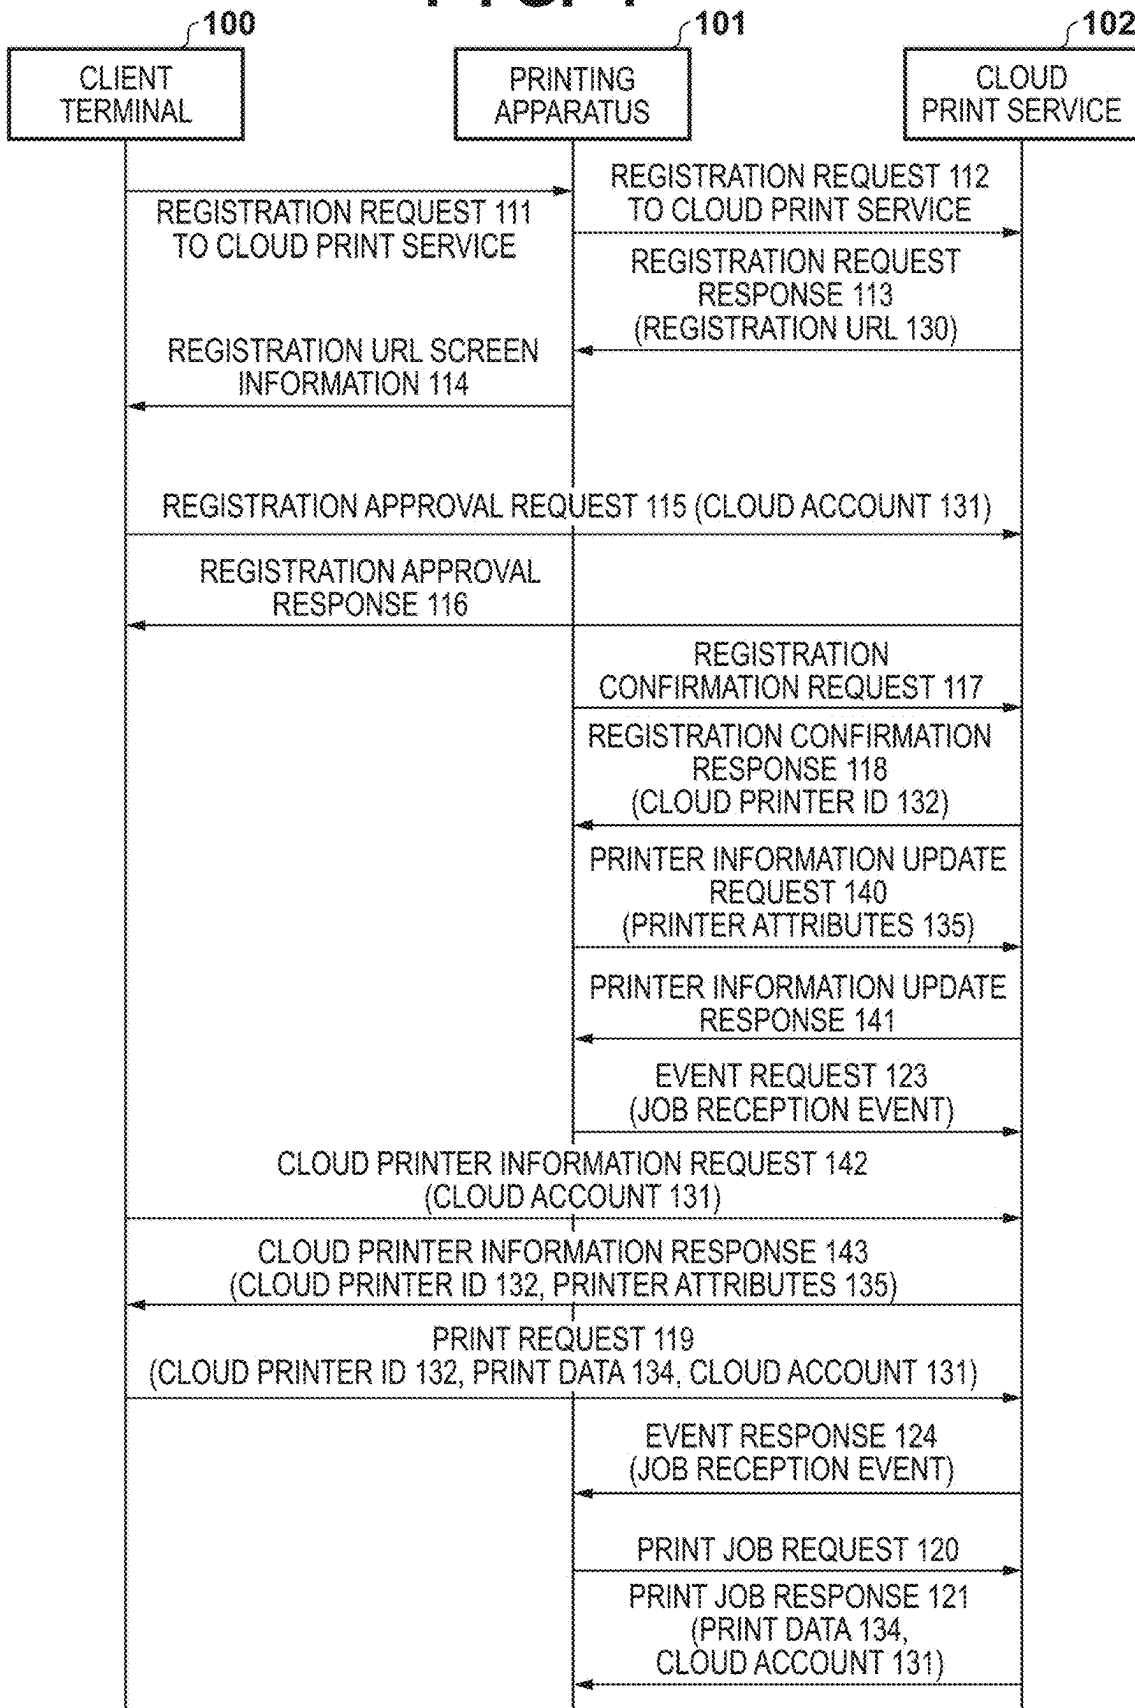 100
101
102
CLIENT
TERMINAL
PRINTING
APPARATUS
CLOUD
PRINT SERVICE
REGISTRATION REQUEST 111
TO CLOUD PRINT SERVICE
REGISTRATION REQUEST 112
TO CLOUD PRINT SERVICE
REGISTRATION REQUEST
RESPONSE 113
(REGISTRATION URL 130)
REGISTRATION URL SCREEN
INFORMATION 114
REGISTRATION APPROVAL REQUEST 115 (CLOUD ACCOUNT 131)
REGISTRATION APPROVAL
RESPONSE 116
REGISTRATION
CONFIRMATION REQUEST 117
REGISTRATION CONFIRMATION
RESPONSE 118
(CLOUD PRINTER ID 132)
PRINTER INFORMATION UPDATE
REQUEST 140
(PRINTER ATTRIBUTES 135)
PRINTER INFORMATION UPDATE
RESPONSE 141
EVENT REQUEST 123
(JOB RECEPTION EVENT)
CLOUD PRINTER INFORMATION REQUEST 142
(CLOUD ACCOUNT 131)
CLOUD PRINTER INFORMATION RESPONSE 143
(CLOUD PRINTER ID 132, PRINTER ATTRIBUTES 135)
PRINT REQUEST 119
(CLOUD PRINTER ID 132, PRINT DATA 134, CLOUD ACCOUNT 131)
EVENT RESPONSE 124
(JOB RECEPTION EVENT)
PRINT JOB REQUEST 120
PRINT JOB RESPONSE 121
(PRINT DATA 134,
CLOUD ACCOUNT 131)